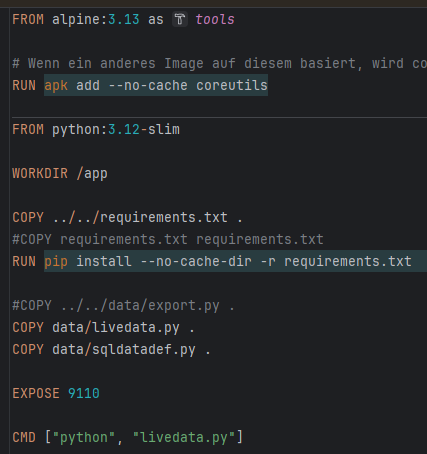 FROM alpine:3.13 as tools
# Wenn ein anderes Image auf diesem basiert, wird co
RUN apk add --no-cache coreutils
FROM python:3.12-slim
WORKDIR /app
COPY ../../requirements.txt .
#COPY requirements.txt requirements.txt
RUN pip install --no-cache-dir -r requirements.txt
#COPY ../../data/export.py .
COPY data/livedata.py .
COPY data/sqldatadef.py .
EXPOSE 9110
CMD ["python", "livedata.py"]